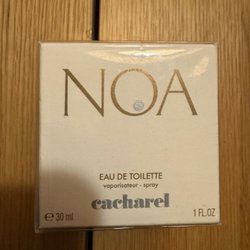 NOA
EAU DE TOILETTE
vaporisateur - spray
cacharel
e 30 ml
1 FL.OZ